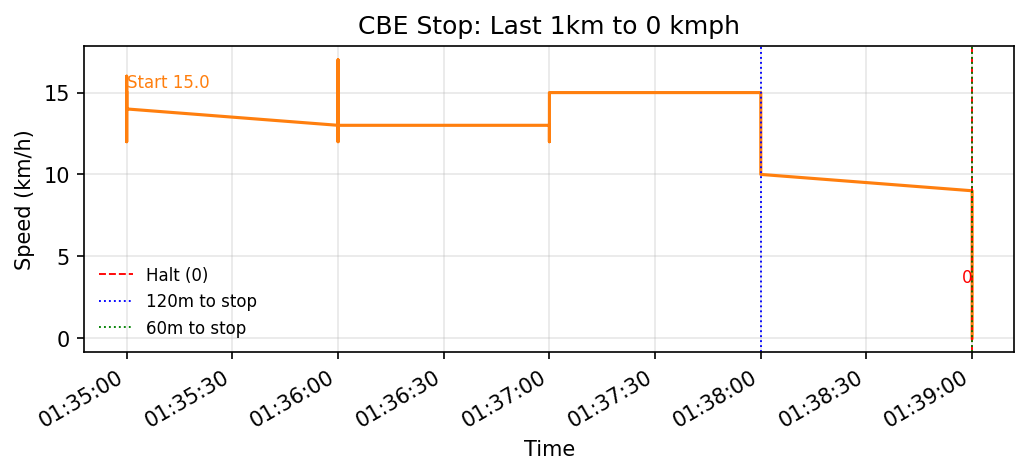 CBE Stop: Last 1km to 0 kmph
Start 15.0
15
10
5
0
Speed (km/h)
0
Halt (0)
120m to stop
60m to stop
01:35:00
01:35:30
01:36:00
01:36:30
01:37:00
01:37:30
01:38:00
01:38:30
01:39:00
Time